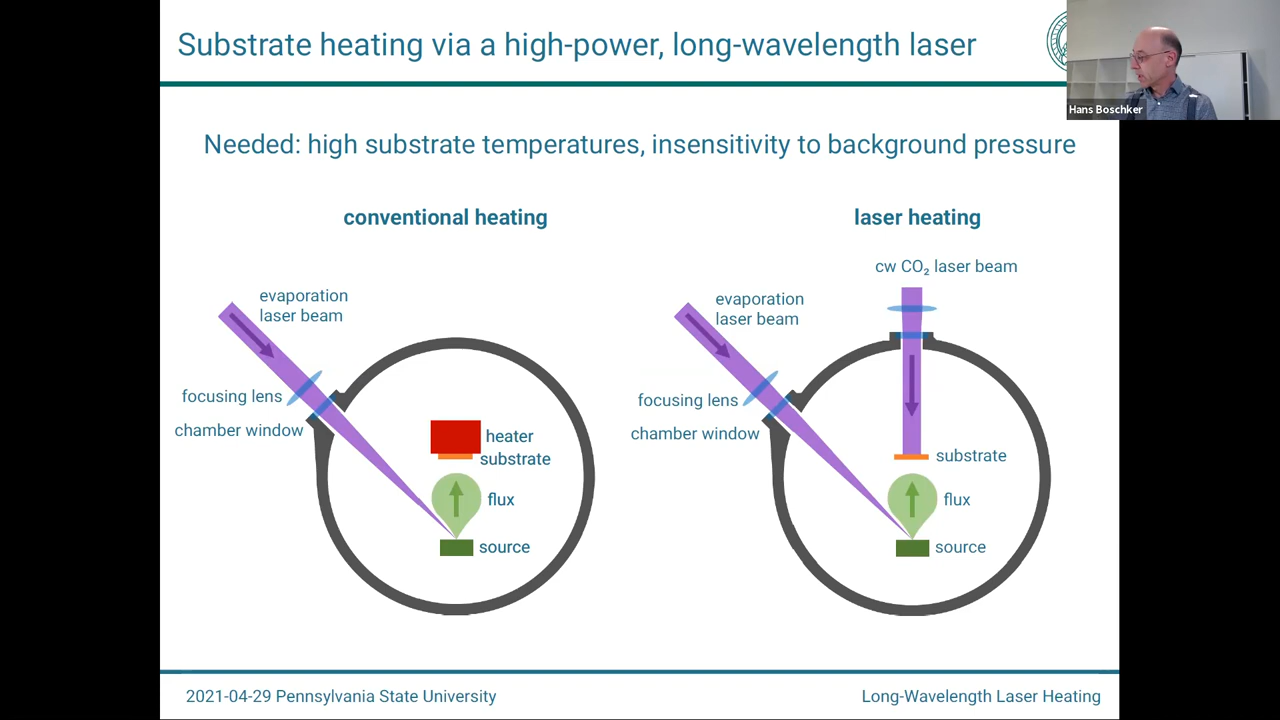 Substrate heating via a high-power, long-wavelength laser
Hans Boschker
Needed: high substrate temperatures, insensitivity to background pressure
conventional heating
evaporation
laser beam
focusing lens
chamber window
heater
substrate
flux
source
laser heating
cw CO₂ laser beam
evaporation
laser beam
focusing lens
chamber window
substrate
flux
source
2021-04-29 Pennsylvania State University
Long-Wavelength Laser Heating